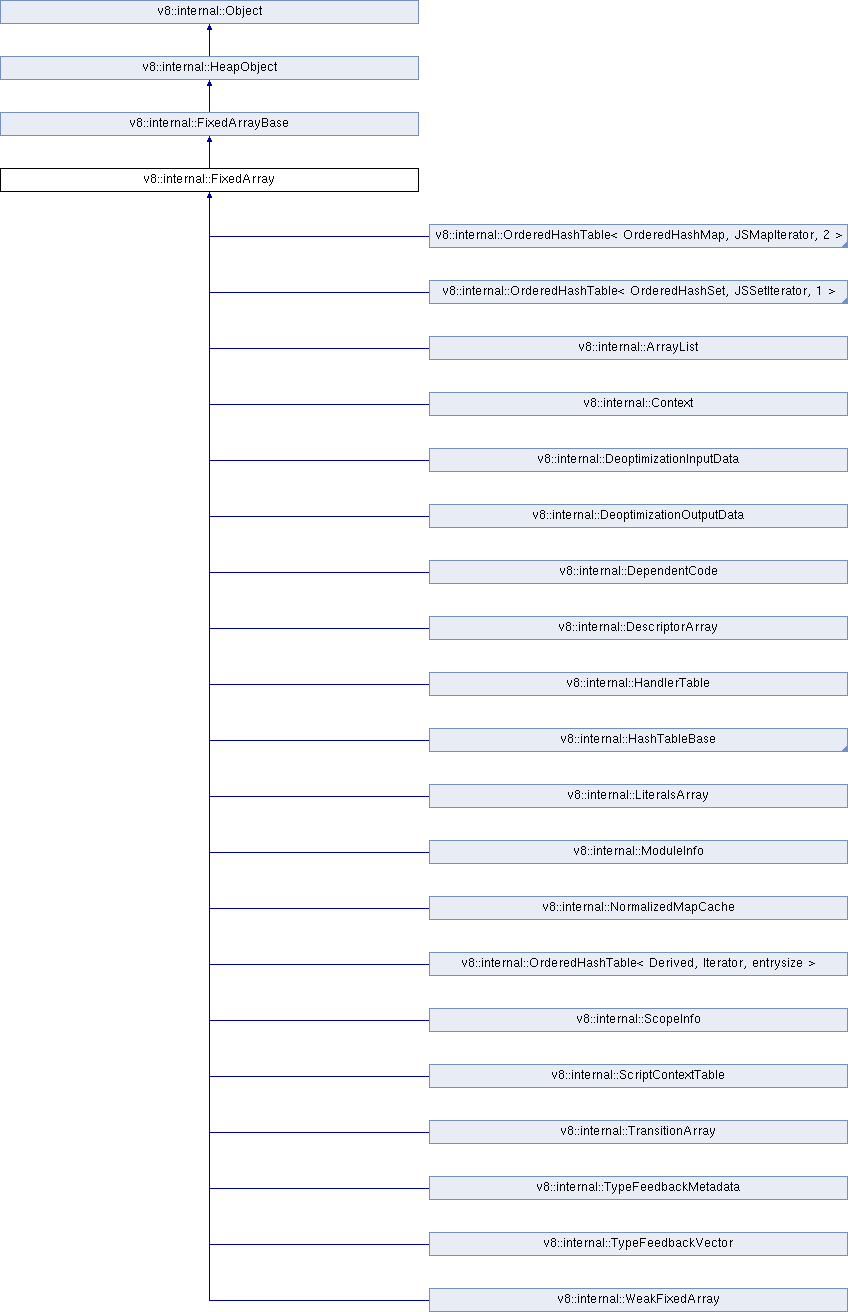 v8::internal::Object
v8::internal::HeapObject
v8::internal::FixedArrayBase
v8::internal::FixedArray
v8::internal::OrderedHashTable< OrderedHashMap, JSMapIterator, 2 >
v8::internal::OrderedHashTable< OrderedHashSet, JSSetIterator, 1 >
v8::internal::ArrayList
v8::internal::Context
v8::internal::DeoptimizationInputData
v8::internal::DeoptimizationOutputData
v8::internal::DependentCode
v8::internal::DescriptorArray
v8::internal::HandlerTable
v8::internal::HashTableBase
v8::internal::LiteralsArray
v8::internal::ModuleInfo
v8::internal::NormalizedMapCache
v8::internal::OrderedHashTable< Derived, Iterator, entrysize >
v8::internal::ScopeInfo
v8::internal::ScriptContextTable
v8::internal::TransitionArray
v8::internal::TypeFeedbackMetadata
v8::internal::TypeFeedbackVector
v8::internal::WeakFixedArray